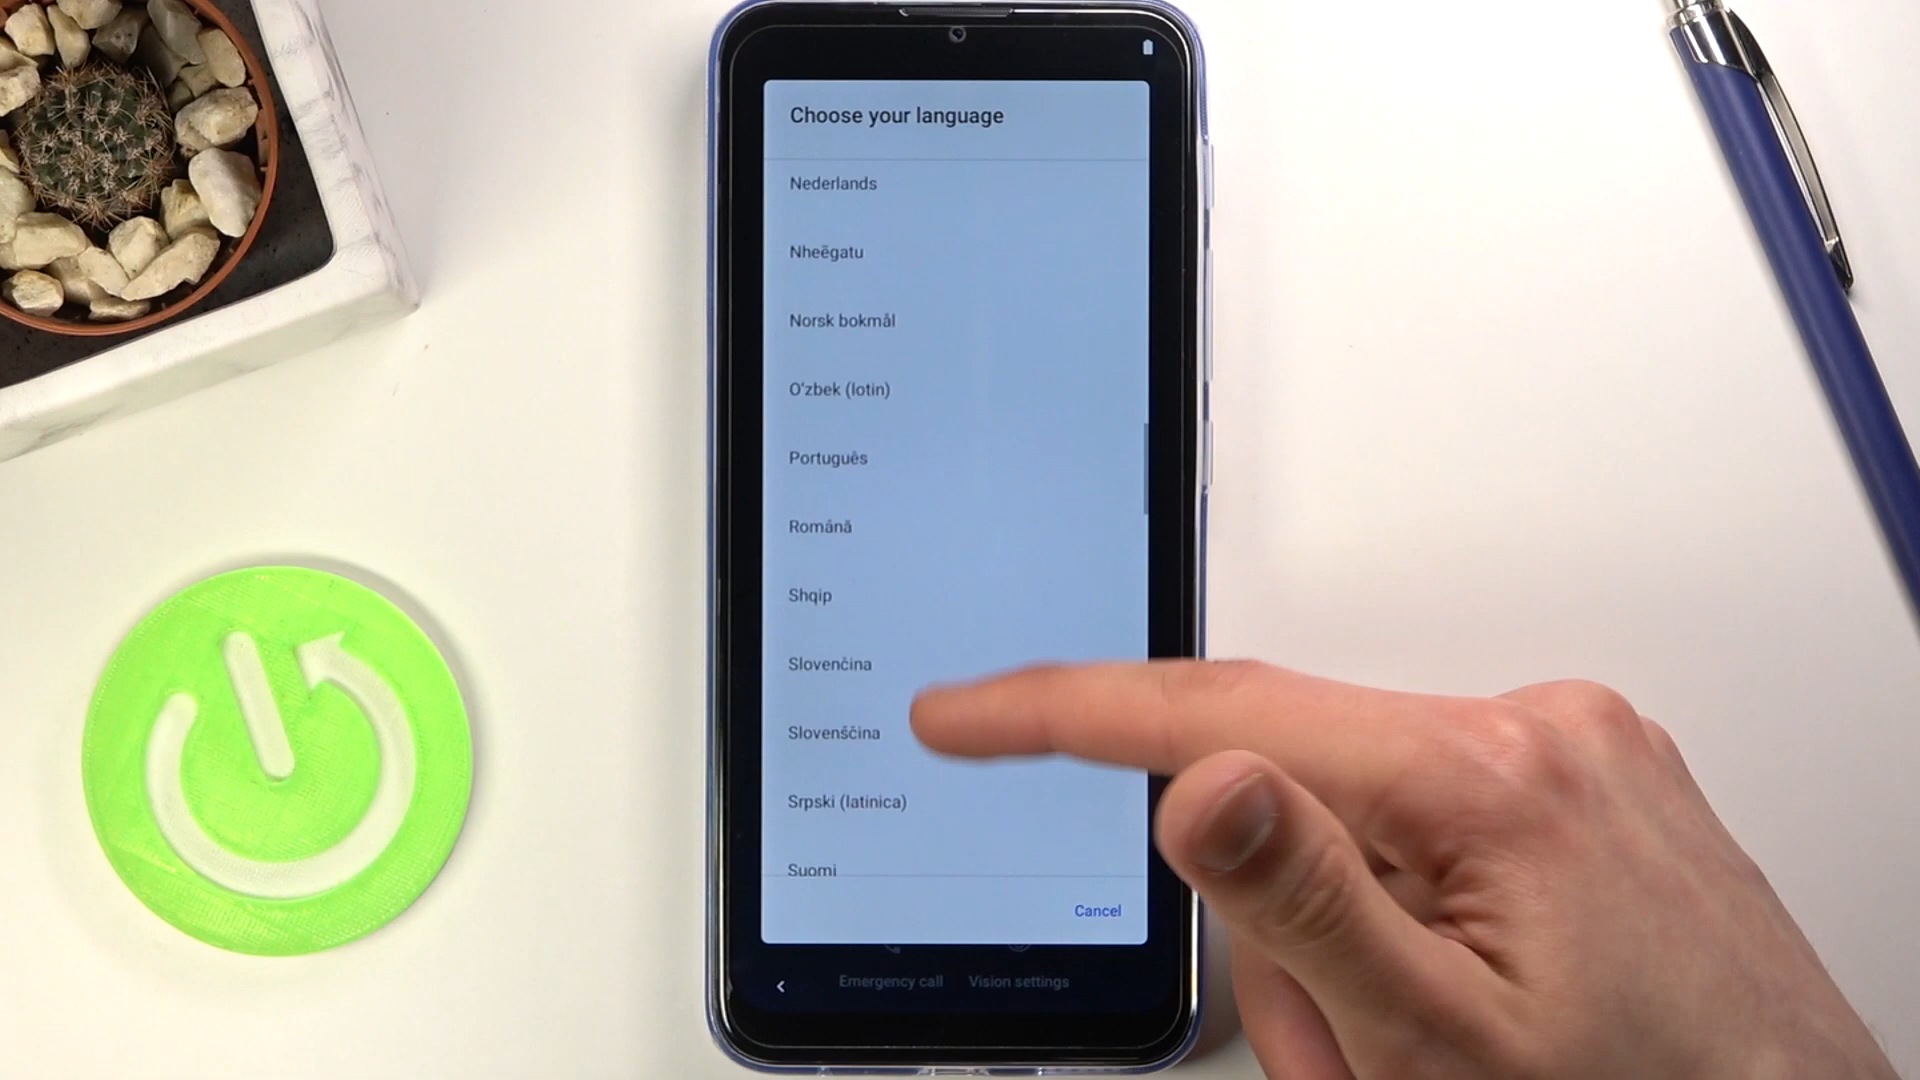 Choose your language
Nederlands
Nheẽgatu
Norsk bokmål
O‘zbek (lotin)
Português
Română
Shqip
Slovenčina
Slovenščina
Srpski (latinica)
Suomi
Cancel
Emergency call
Vision settings